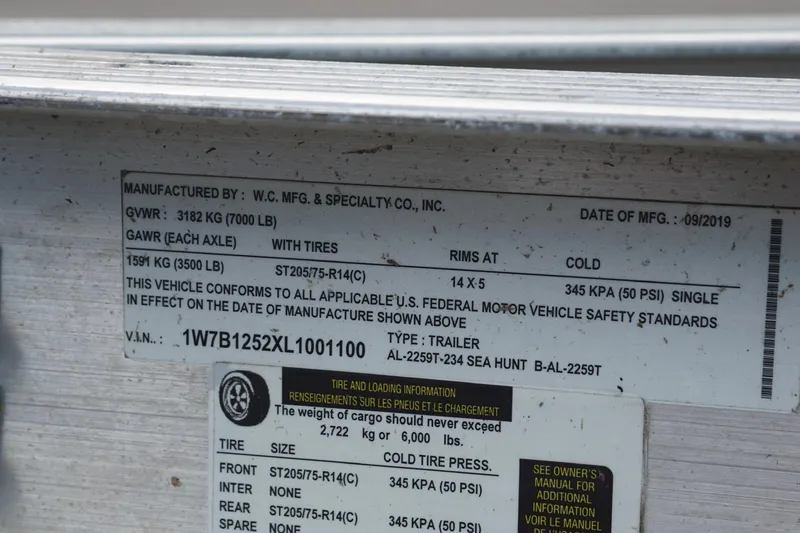 MANUFACTURED BY : W.C. MFG. & SPECIALTY CO., INC. DATE OF MFG. : 09/2019
GVWR : 3182 KG (7000 LB)
GAWR (EACH AXLE) WITH TIRES RIMS AT COLD
1591 KG (3500 LB) ST205/75-R14(C) 14 X 5 345 KPA (50 PSI) SINGLE
THIS VEHICLE CONFORMS TO ALL APPLICABLE U.S. FEDERAL MOTOR VEHICLE SAFETY STANDARDS
IN EFFECT ON THE DATE OF MANUFACTURE SHOWN ABOVE
V.I.N.. : 1W7B1252XL1001100 TYPE : TRAILER
AL-2259T-234 SEA HUNT B-AL-2259T
TIRE AND LOADING INFORMATION
RENSEIGNEMENTS SUR LES PNEUS ET LE CHARGEMENT
The weight of cargo should never exceed
2,722 kg or 6,000 lbs.
TIRE SIZE COLD TIRE PRESS.
FRONT ST205/75-R14(C) 345 KPA (50 PSI)
INTER NONE
REAR ST205/75-R14(C) 345 KPA (50 PSI)
SPARE NONE
SEE OWNER'S
MANUAL FOR
ADDITIONAL
INFORMATION
VOIR LE MANUEL